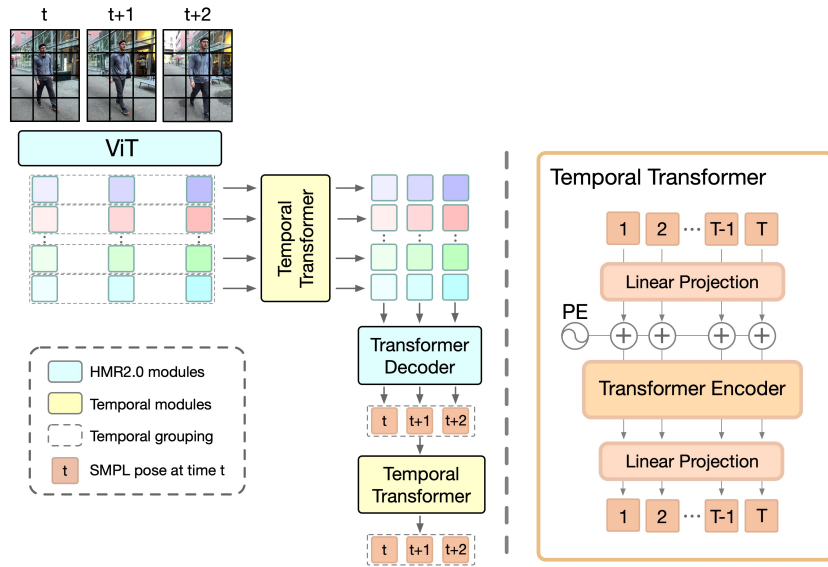 t t+1 t+2
ViT
Temporal
Transformer
Transformer
Decoder
t t+1 t+2
Temporal
Transformer
t t+1 t+2
HMR2.0 modules
Temporal modules
Temporal grouping
t SMPL pose at time t
Temporal Transformer
1 2 ··· T-1 T
Linear Projection
PE
+ + + +
Transformer Encoder
Linear Projection
1 2 ··· T-1 T